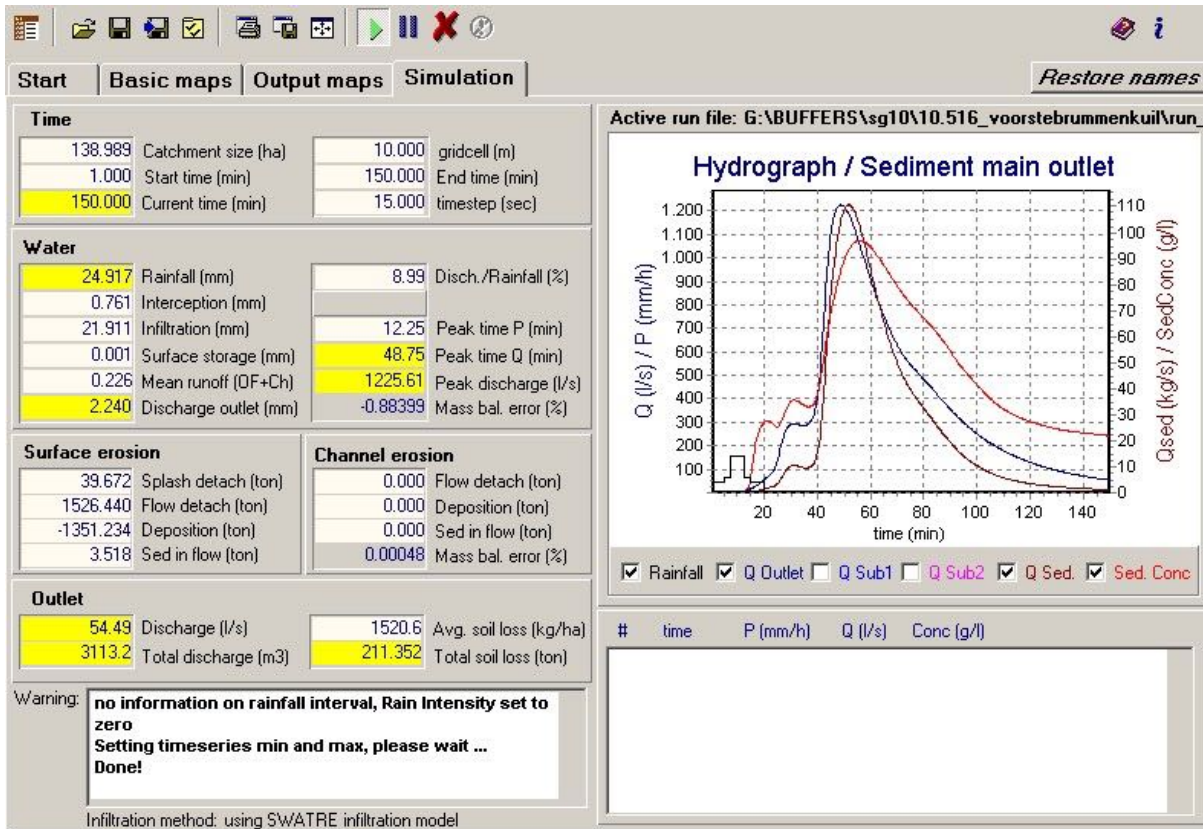 Start
Basic maps
Output maps
Simulation
Restore names
Time
138.989 Catchment size (ha)
10.000 gridcell (m)
1.000 Start time (min)
150.000 End time (min)
150.000 Current time (min)
15.000 timestep (sec)
Water
24.917 Rainfall (mm)
8.99 Disch./Rainfall (%)
0.761 Interception (mm)
21.911 Infiltration (mm)
12.25 Peak time P (min)
0.001 Surface storage (mm)
48.75 Peak time Q (min)
0.226 Mean runoff (OF+Ch)
1225.61 Peak discharge (l/s)
2.240 Discharge outlet (mm)
-0.88399 Mass bal. error (%)
Surface erosion
39.672 Splash detach (ton)
1526.440 Flow detach (ton)
-1351.234 Deposition (ton)
3.518 Sed in flow (ton)
Channel erosion
0.000 Flow detach (ton)
0.000 Deposition (ton)
0.000 Sed in flow (ton)
0.00048 Mass bal. error (%)
Outlet
54.49 Discharge (l/s)
1520.6 Avg. soil loss (kg/ha)
3113.2 Total discharge (m3)
211.352 Total soil loss (ton)
Warning:
no information on rainfall interval, Rain Intensity set to
zero
Setting timeseries min and max, please wait ...
Done!
Infiltration method: using SWATRE infiltration model
Active run file: G:\BUFFERS\sg10\10.516_voorstebrummenkuil\run_
Hydrograph / Sediment main outlet
Q (l/s) / P (mm/h)
1.200
1.100
1.000
900
800
700
600
500
400
300
200
100
110
100
90
80
70
60
50
40
30
20
10
0
Qsed (kg/s) / SedConc (g/l)
20 40 60 80 100 120 140
time (min)
Rainfall Q Outlet Q Sub1 Q Sub2 Q Sed. Sed. Conc
# time P (mm/h) Q (l/s) Conc (g/l)